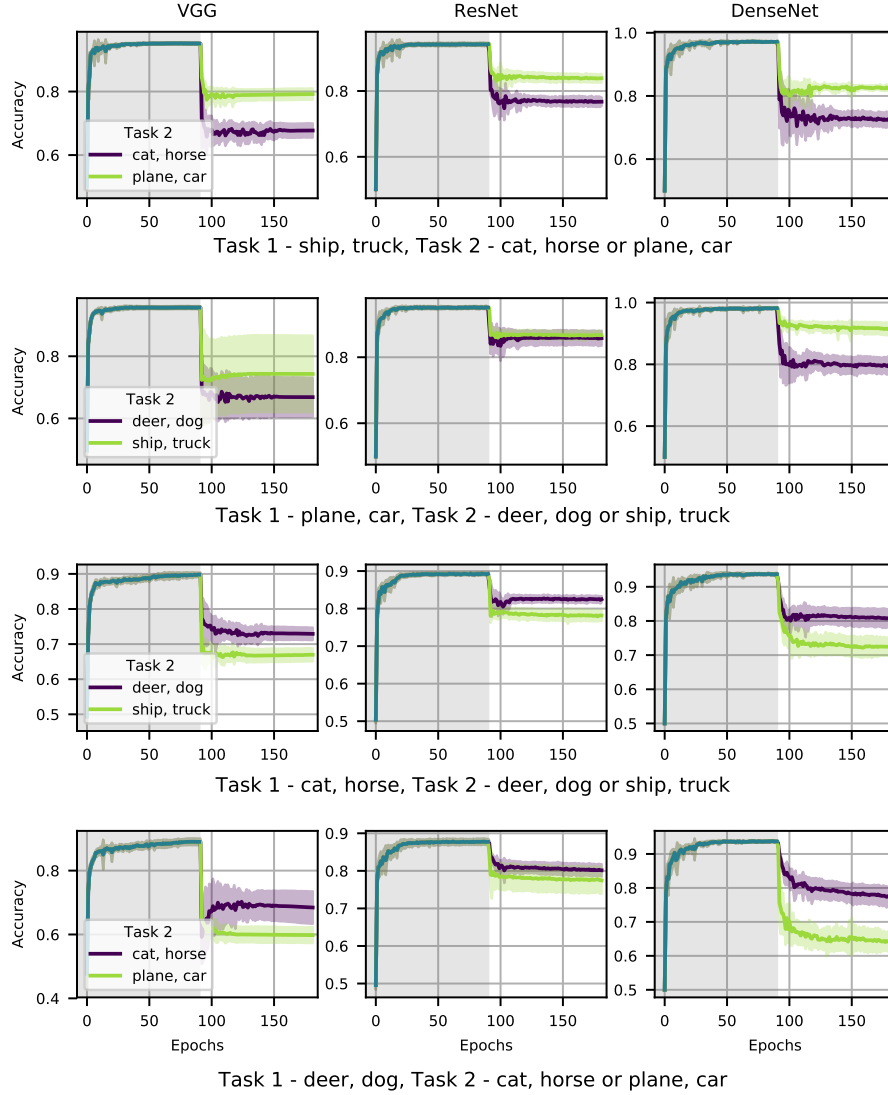 VGG ResNet DenseNet
1.0
0.8 0.8 0.8
0.6 0.6 0.6
Accuracy
Task 2
cat, horse
plane, car
0 50 100 150 0 50 100 150 0 50 100 150
Task 1 - ship, truck, Task 2 - cat, horse or plane, car
1.0
0.8 0.8 0.8
0.6 0.6 0.6
Accuracy
Task 2
deer, dog
ship, truck
0 50 100 150 0 50 100 150 0 50 100 150
Task 1 - plane, car, Task 2 - deer, dog or ship, truck
0.9 0.9 0.9
0.8 0.8 0.8
0.7 0.7 0.7
0.6 0.6 0.6
0.5 0.5 0.5
Accuracy
Task 2
deer, dog
ship, truck
0 50 100 150 0 50 100 150 0 50 100 150
Task 1 - cat, horse, Task 2 - deer, dog or ship, truck
0.9 0.9
0.8 0.8 0.8
0.7 0.7
0.6 0.6 0.6
0.5 0.5
0.4
Accuracy
Task 2
cat, horse
plane, car
0 50 100 150 0 50 100 150 0 50 100 150
Epochs Epochs Epochs
Task 1 - deer, dog, Task 2 - cat, horse or plane, car